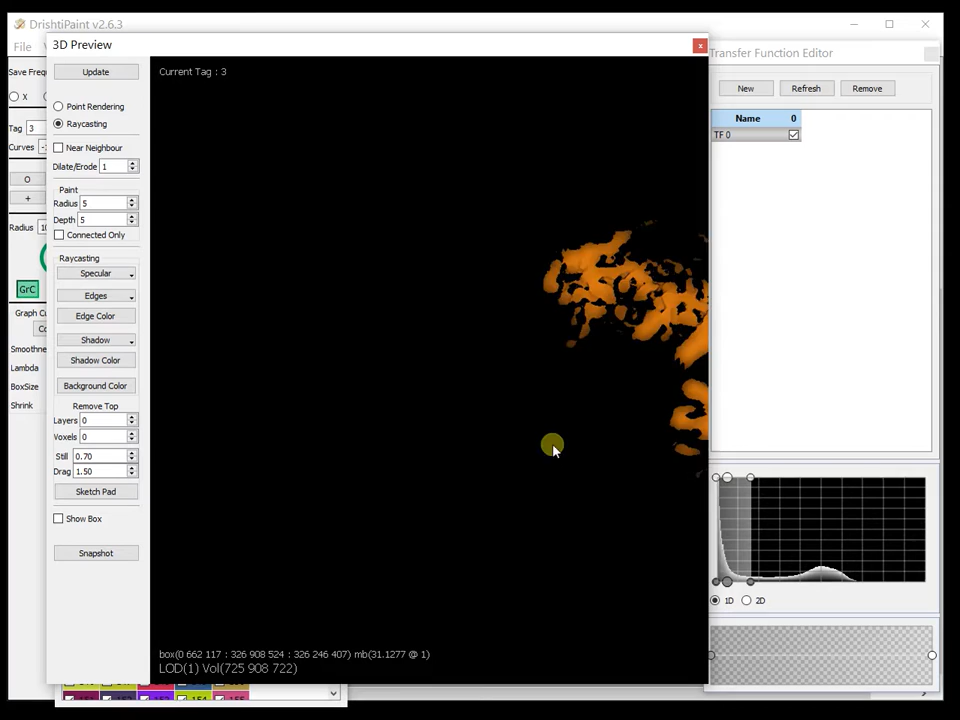 DrishtiPaint v2.6.3
File
3D Preview
Save Freq
X
Tag 3
Curves
O
+
Radius 10
GrC
Graph Cu
Smoothne
Lambda
BoxSize
Shrink
Update
Point Rendering
Raycasting
Near Neighbour
Dilate/Erode 1
Paint
Radius 5
Depth 5
Connected Only
Raycasting
Specular
Edges
Edge Color
Shadow
Shadow Color
Background Color
Remove Top
Layers 0
Voxels 0
Still 0.70
Drag 1.50
Sketch Pad
Show Box
Snapshot
Current Tag : 3
box(0 662 117 : 326 908 524 : 326 246 407) mb(31.1277 @ 1)
LOD(1) Vol(725 908 722)
Transfer Function Editor
New Refresh Remove
Name 0
TF 0
1D 2D